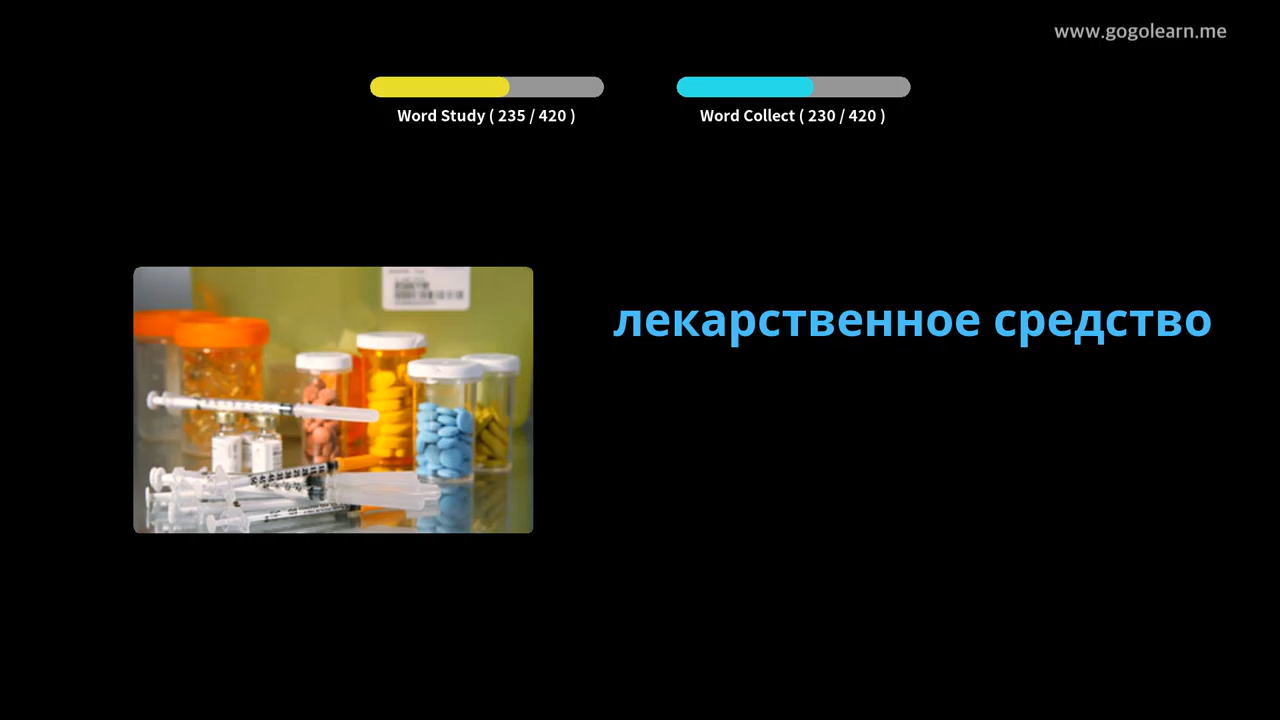 www.gogolearn.me
Word Study ( 235 / 420 )
Word Collect ( 230 / 420 )
лекарственное средство